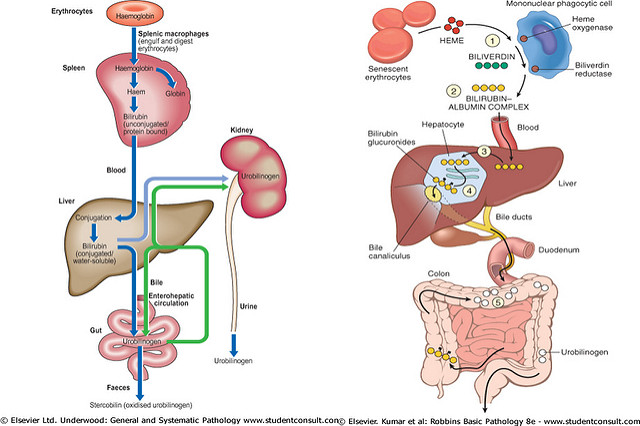 Erythrocytes
Haemoglobin
Splenic macrophages
(engulf and digest
erythrocytes)
Spleen
Haemoglobin
Haem
Globin
Bilirubin
(unconjugated/
protein bound)
Blood
Kidney
Urobilinogen
Liver
Conjugation
Bilirubin
(conjugated/
water-soluble)
Bile
Enterohepatic
circulation
Gut
Urobilinogen
Urine
Urobilinogen
Faeces
Stercobilin (oxidised urobilinogen)
© Elsevier Ltd. Underwood: General and Systematic Pathology www.studentconsult.com
Mononuclear phagocytic cell
Heme
oxygenase
HEME
1
BILIVERDIN
Senescent
erythrocytes
Biliverdin
reductase
2
BILIRUBIN–
ALBUMIN COMPLEX
Blood
Hepatocyte
Bilirubin
glucuronides
3
4
Liver
Bile ducts
Bile
canaliculus
Duodenum
Colon
5
Urobilinogen
© Elsevier. Kumar et al: Robbins Basic Pathology 8e - www.studentconsult.com